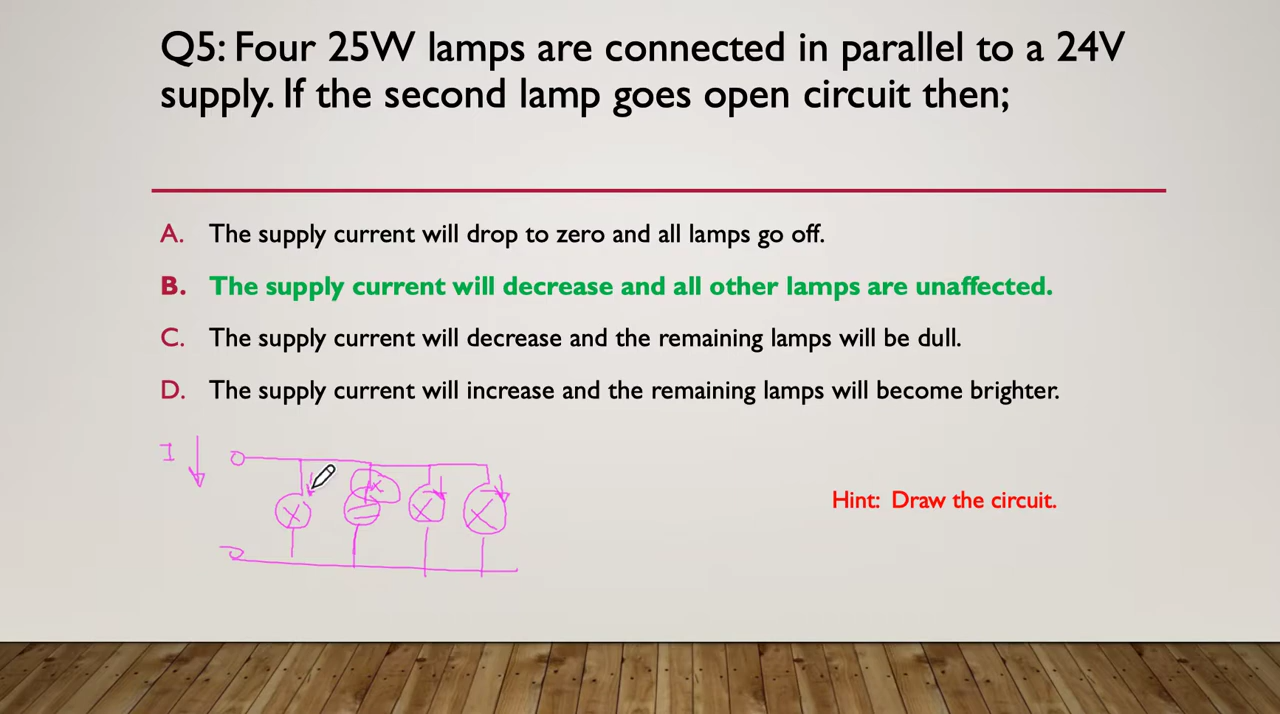 Q5: Four 25W lamps are connected in parallel to a 24V
supply. If the second lamp goes open circuit then;
A. The supply current will drop to zero and all lamps go off.
B. The supply current will decrease and all other lamps are unaffected.
C. The supply current will decrease and the remaining lamps will be dull.
D. The supply current will increase and the remaining lamps will become brighter.
I
Hint: Draw the circuit.